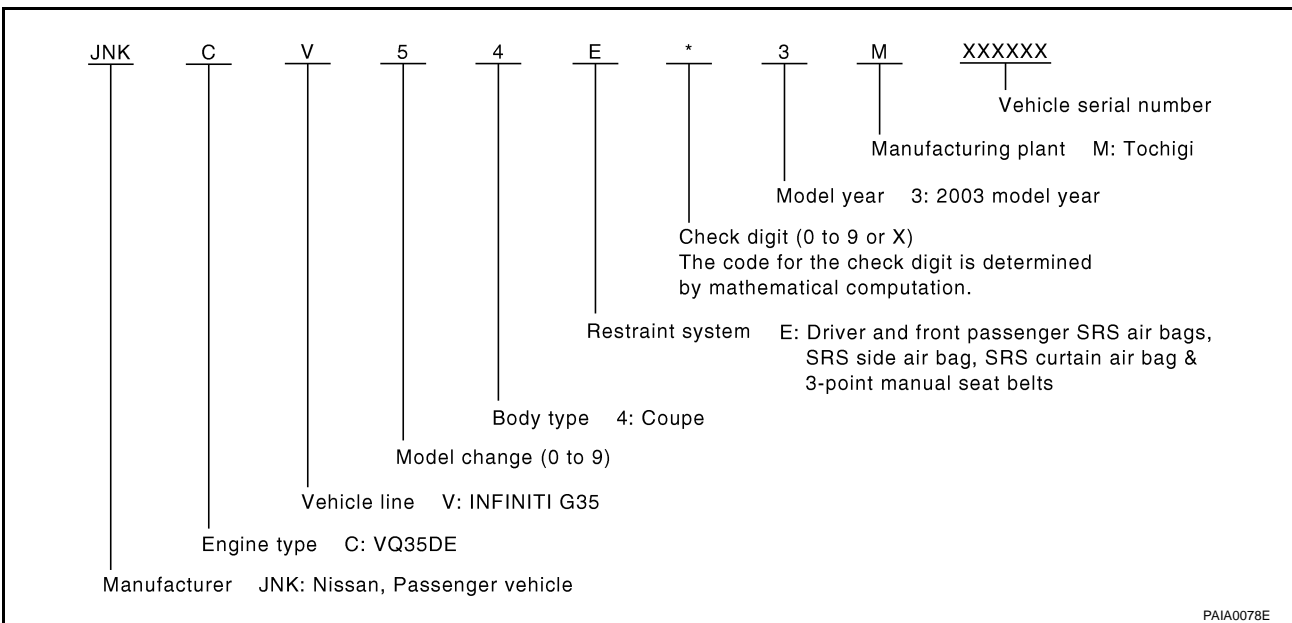 JNK C V 5 4 E * 3 M XXXXXX
Vehicle serial number
Manufacturing plant M: Tochigi
Model year 3: 2003 model year
Check digit (0 to 9 or X)
The code for the check digit is determined
by mathematical computation.
Restraint system E: Driver and front passenger SRS air bags,
SRS side air bag, SRS curtain air bag &
3-point manual seat belts
Body type 4: Coupe
Model change (0 to 9)
Vehicle line V: INFINITI G35
Engine type C: VQ35DE
Manufacturer JNK: Nissan, Passenger vehicle
PAIA0078E